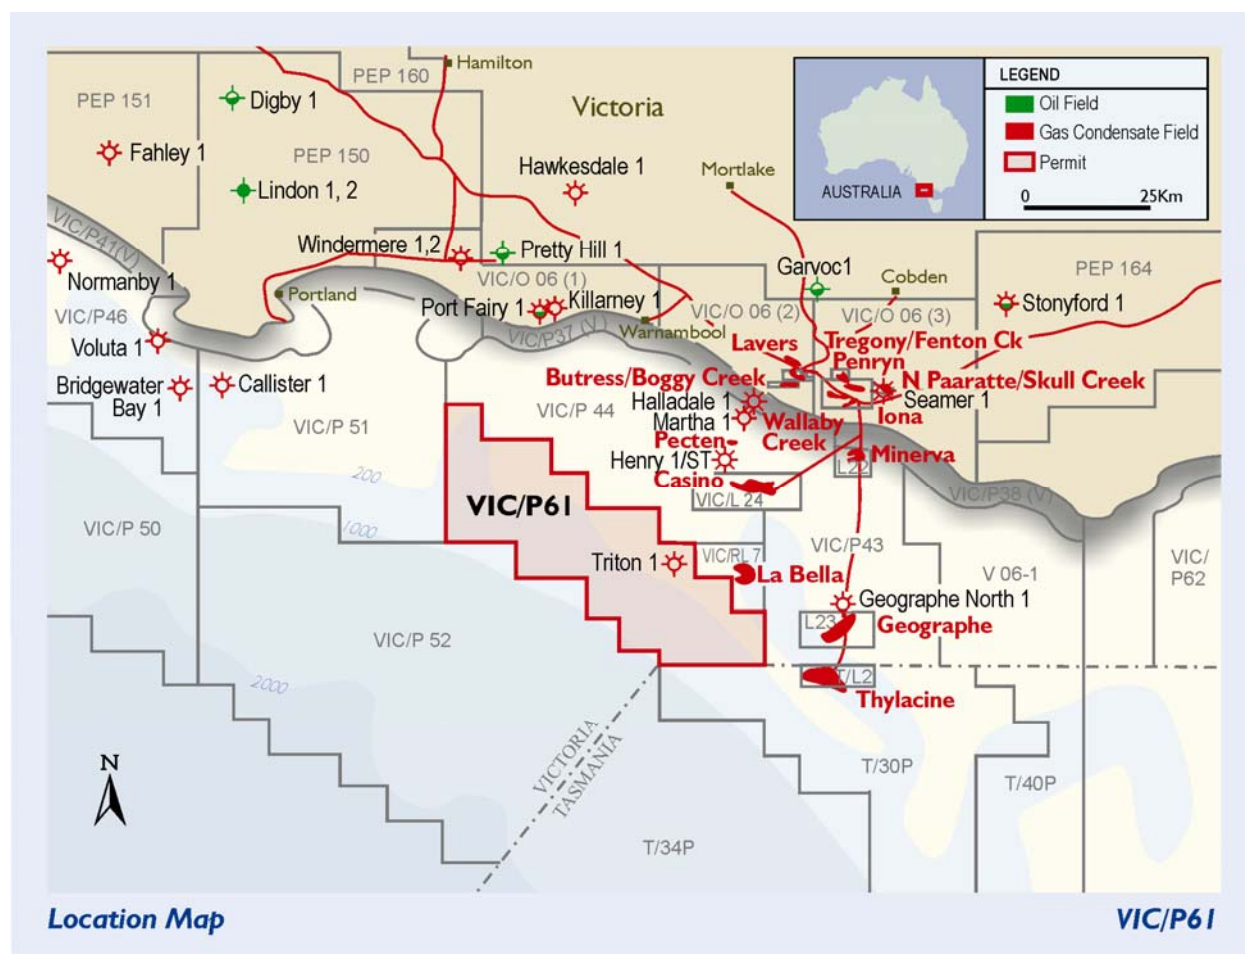 Hamilton
PEP 160
LEGEND
PEP 151
Digby 1
Victoria
Oil Field
Gas Condensate Field
Permit
Fahley 1
PEP 150
Hawkesdale 1
Mortlake
AUSTRALIA
0
25Km
Lindon 1, 2
VIC/P41(V)
Windermere 1,2
Pretty Hill 1
Normanby 1
VIC/O 06 (1)
Garvoc1
Cobden
PEP 164
Portland
Port Fairy 1
Killarney 1
VIC/O 06 (2)
VIC/O 06 (3)
Stonyford 1
VIC/P46
Warnambool
VIC/P37 (V)
Voluta 1
Lavers
Tregony/Fenton Ck
Penryn
Bridgewater
Bay 1
Callister 1
Butress/Boggy Creek
N Paaratte/Skull Creek
Halladale 1
Seamer 1
VIC/P 44
Martha 1
Wallaby
Creek
Iona
VIC/P 51
Pecten
Henry 1/ST
Minerva
L22
200
Casino
VIC/L 24
VIC/P38 (V)
VIC/P61
VIC/P 50
1000
VIC/P43
Triton 1
VIC/RL 7
La Bella
V 06-1
VIC/
P62
Geographe North 1
L23
Geographe
VIC/P 52
2000
T/L2
Thylacine
VICTORIA
TASMANIA
N
T/30P
T/40P
T/34P
Location Map
VIC/P61